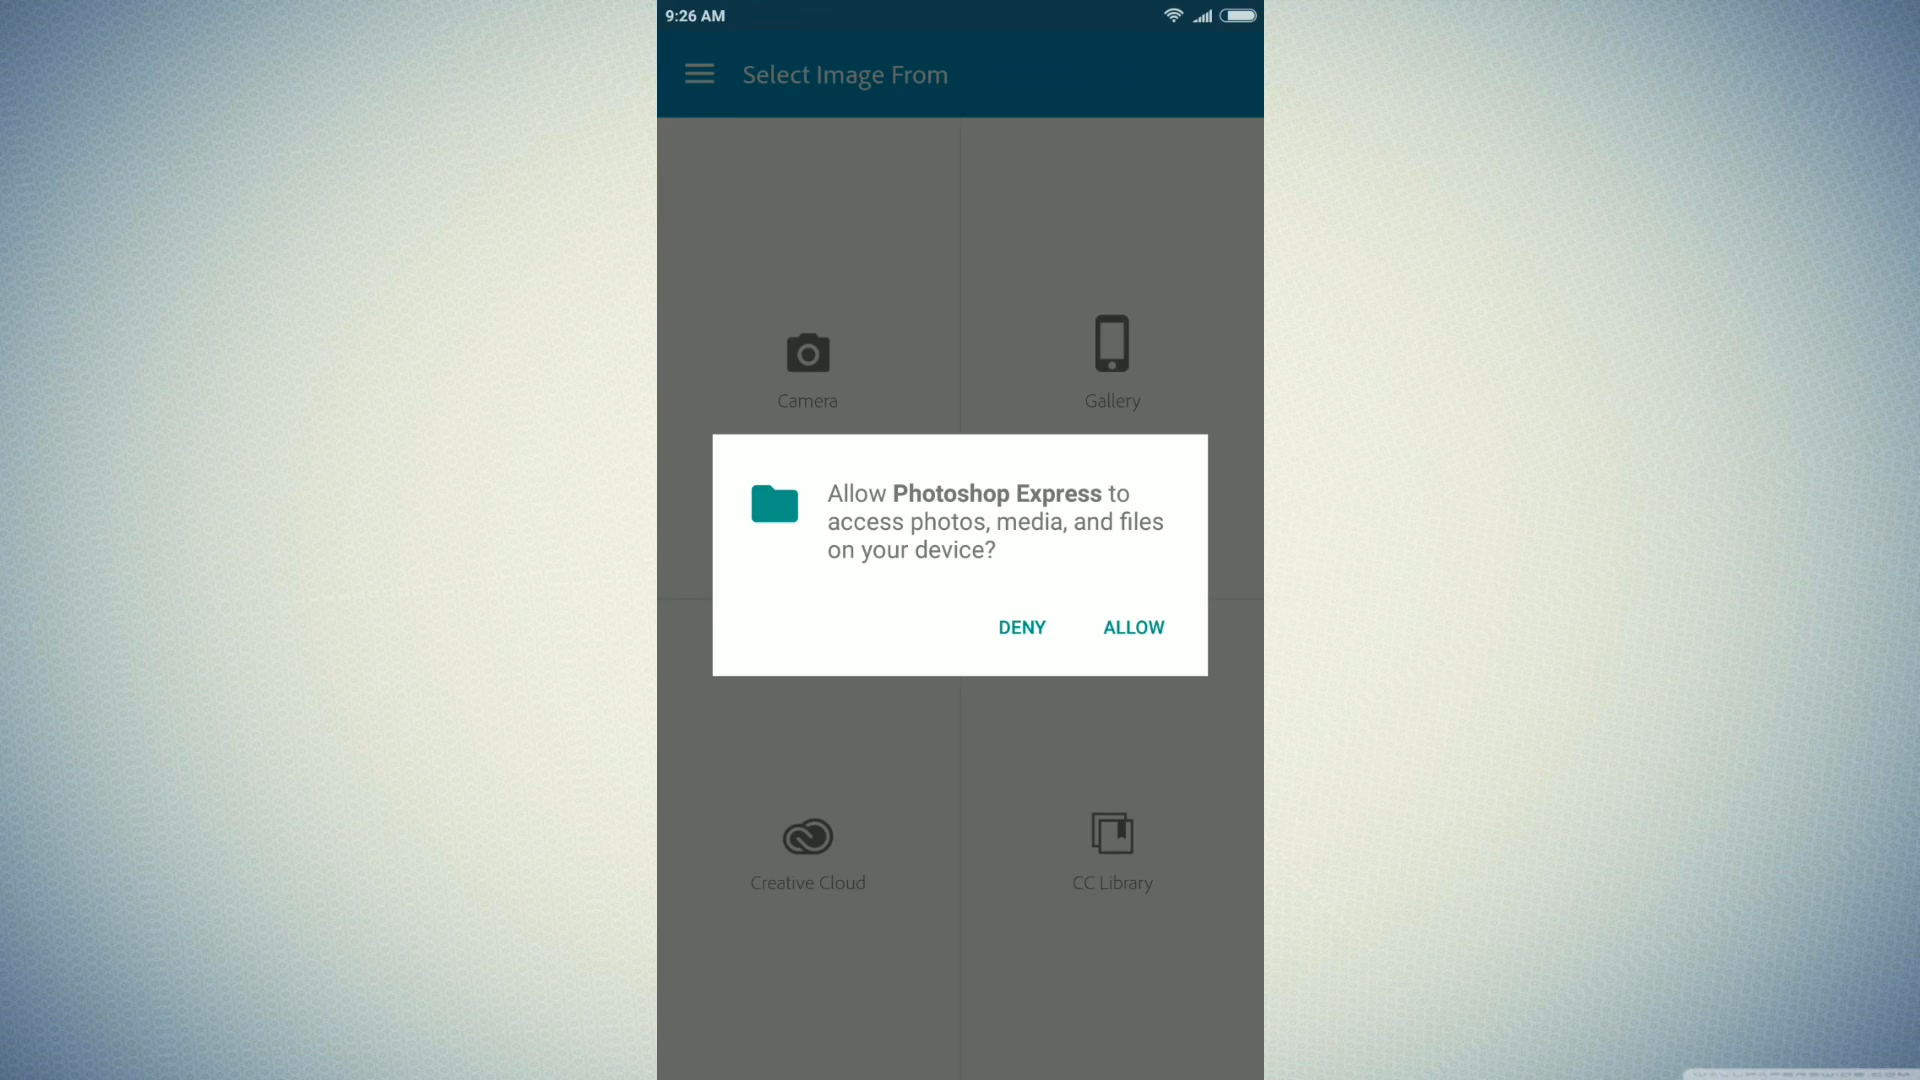 9:26 AM
Select Image From
Camera
Gallery
Allow Photoshop Express to
access photos, media, and files
on your device?
DENY
ALLOW
Creative Cloud
CC Library